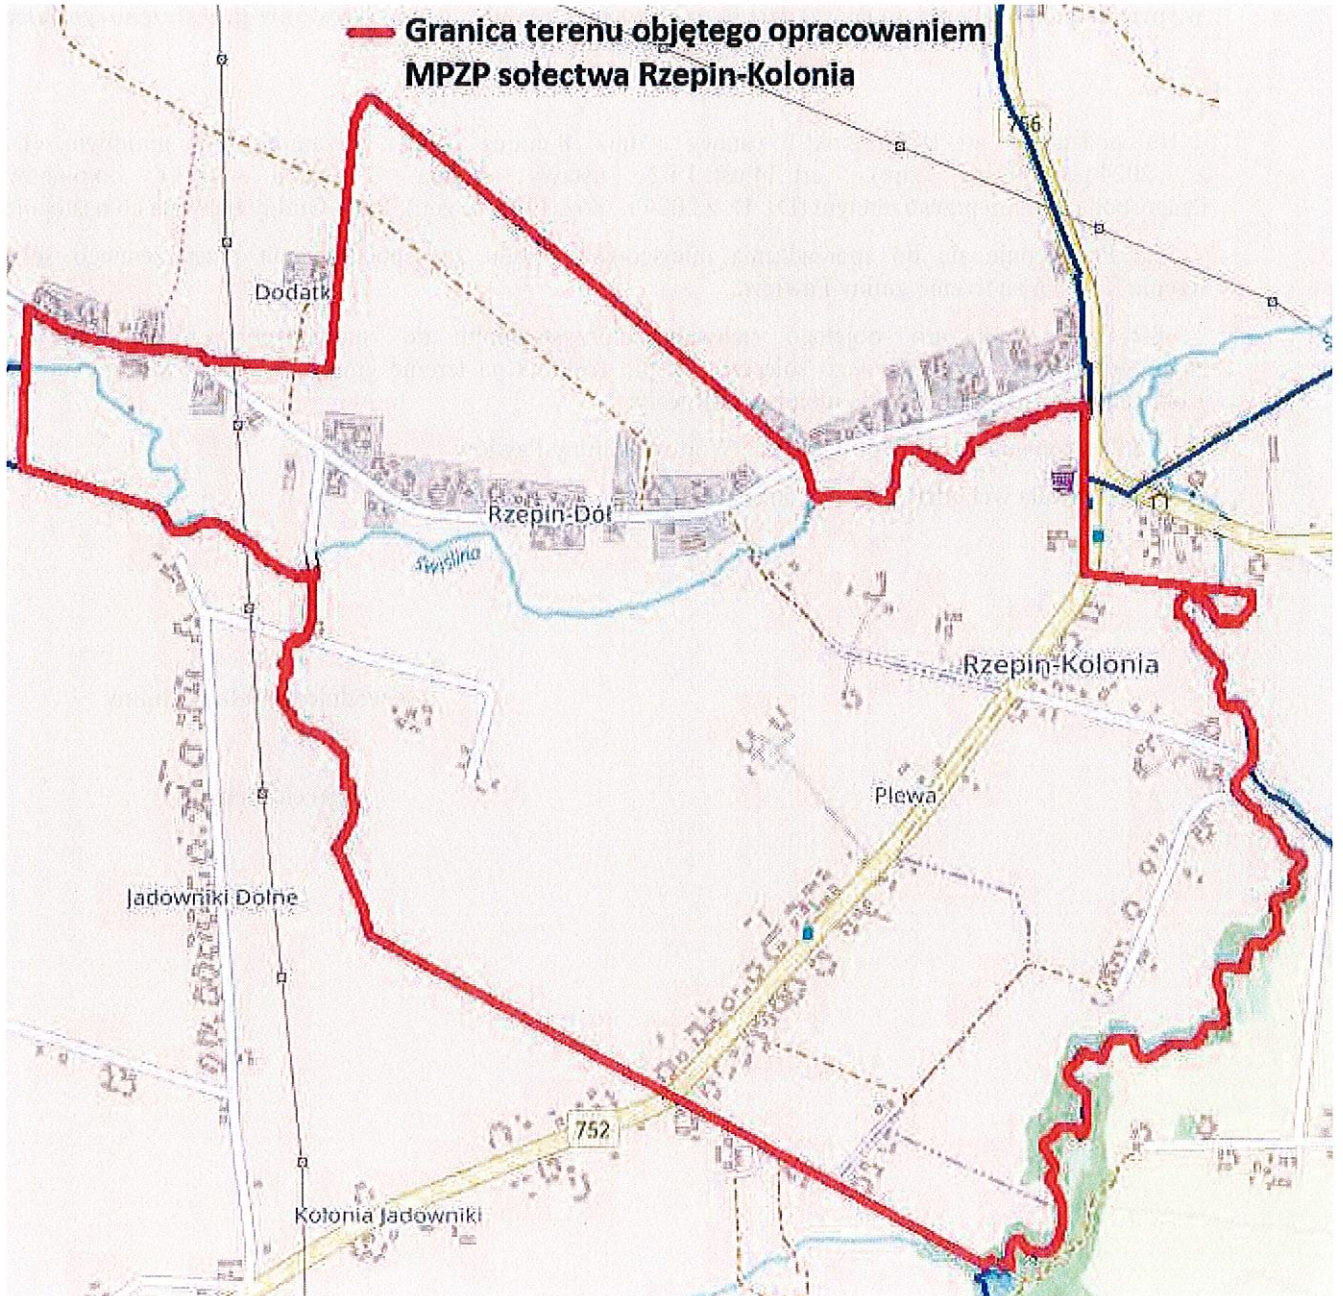 Granica terenu objętego opracowaniem
MPZP sołectwa Rzepin-Kolonia
756
Dodatki
Rzepin-Dół
Świślina
Rzepin-Kolonia
Plewa
Jadowniki Dolne
752
Kolonia Jadowniki